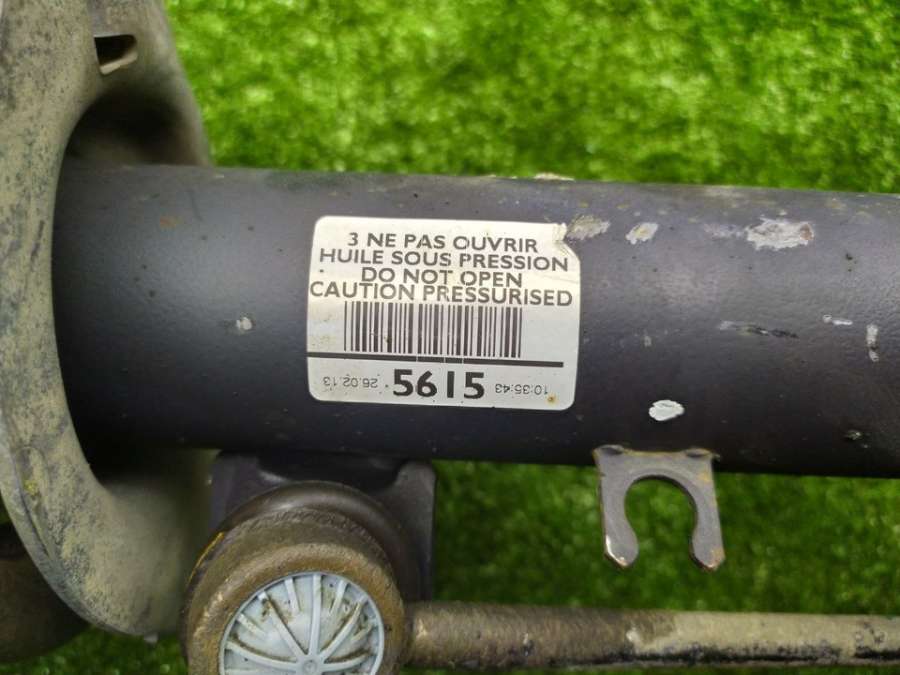 3 NE PAS OUVRIR
HUILE SOUS PRESSION
DO NOT OPEN
CAUTION PRESSURISED
26.02.13 5615 10:35:43